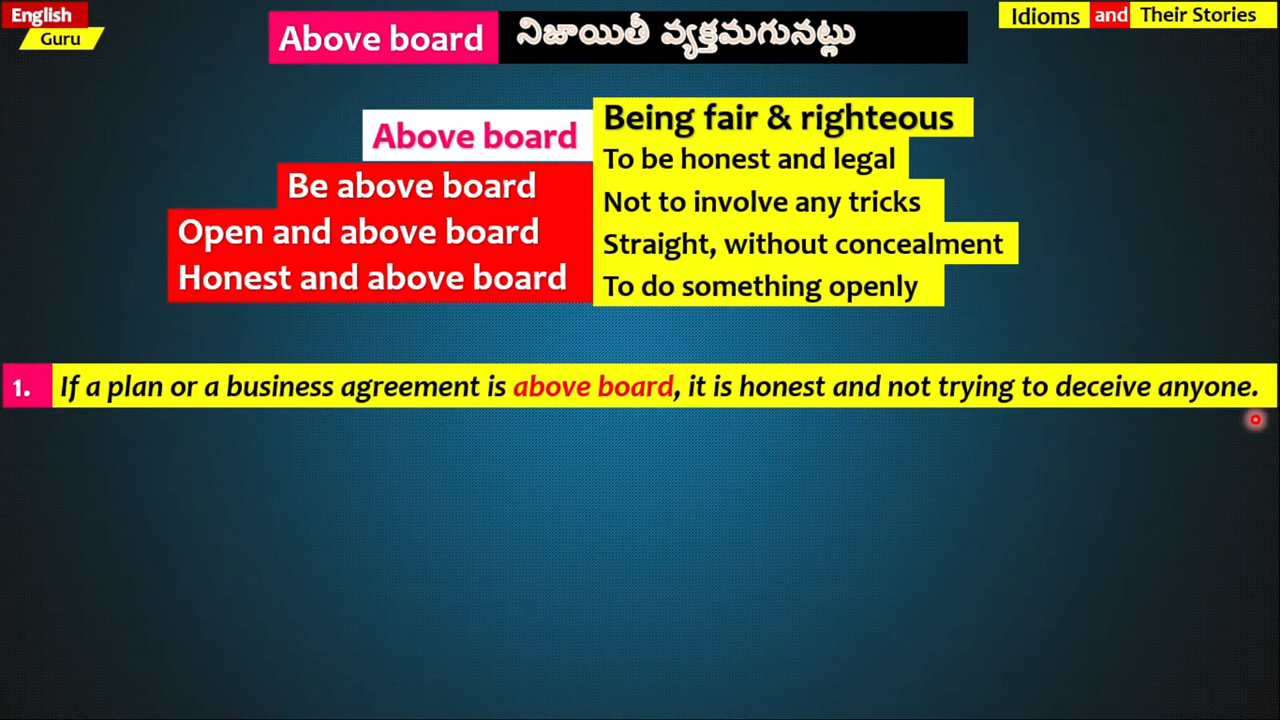 English
Guru
Above board నిజాయితీ వ్యక్తమగునట్లు
Idioms and Their Stories
Above board
Be above board
Open and above board
Honest and above board
Being fair & righteous
To be honest and legal
Not to involve any tricks
Straight, without concealment
To do something openly
1. If a plan or a business agreement is above board, it is honest and not trying to deceive anyone.